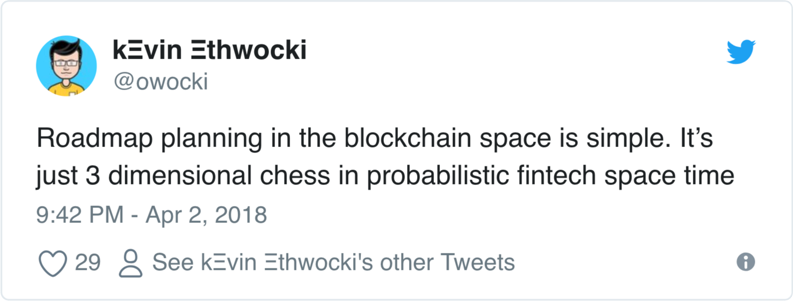 kΞvin Ξthwocki
@owocki
Roadmap planning in the blockchain space is simple. It’s
just 3 dimensional chess in probabilistic fintech space time
9:42 PM - Apr 2, 2018
29 See kΞvin Ξthwocki's other Tweets